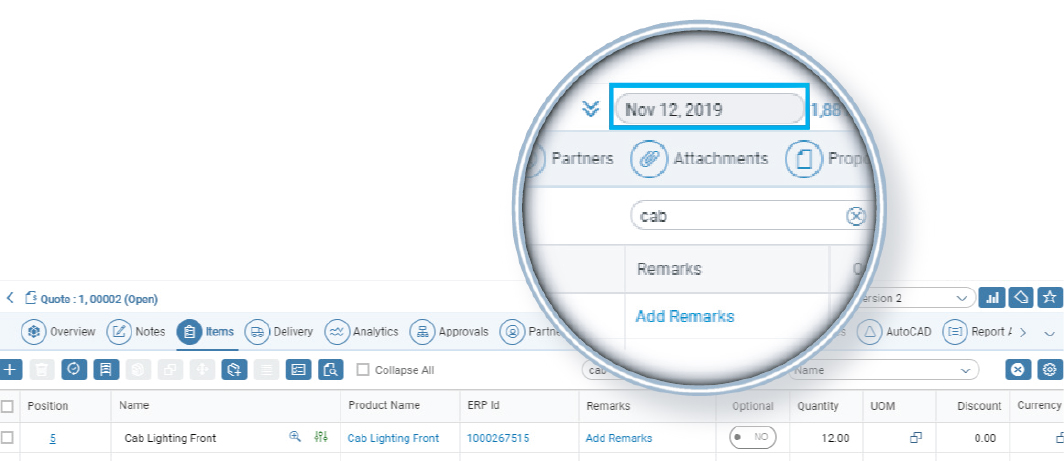 Nov 12, 2019
1,88
Partners Attachments Prop
cab
Remarks
Add Remarks
Quote : 1, 00002 (Open)
ersion 2
Overview Notes Items Delivery Analytics Approvals Partne AutoCAD Report
Collapse All
Name
Position Name Product Name ERP Id Remarks Optional Quantity UOM Discount Currency
5 Cab Lighting Front Cab Lighting Front 1000267515 Add Remarks NO 12.00 0.00